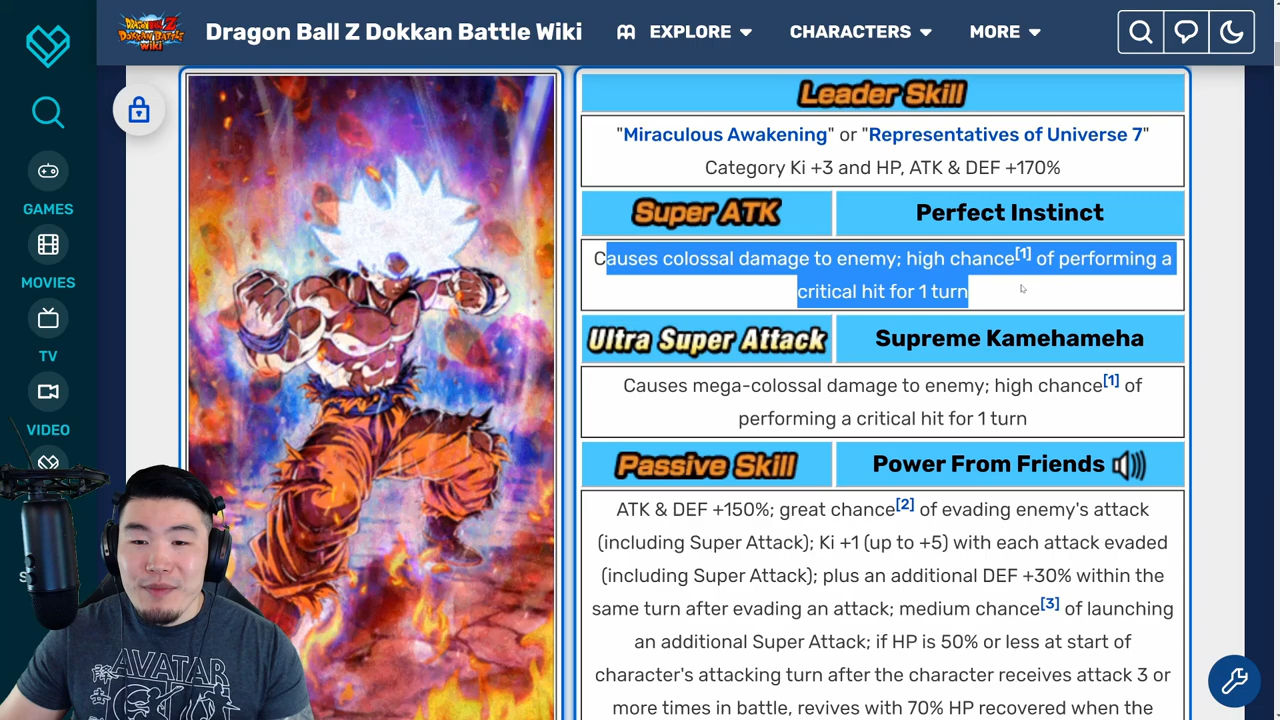 DRAGON BALL Z
DOKKAN BATTLE
WIKI
Dragon Ball Z Dokkan Battle Wiki
EXPLORE
CHARACTERS
MORE
GAMES
MOVIES
TV
VIDEO
Leader Skill
"Miraculous Awakening" or "Representatives of Universe 7"
Category Ki +3 and HP, ATK & DEF +170%
Super ATK
Perfect Instinct
Causes colossal damage to enemy; high chance[1] of performing a
critical hit for 1 turn
Ultra Super Attack
Supreme Kamehameha
Causes mega-colossal damage to enemy; high chance[1] of
performing a critical hit for 1 turn
Passive Skill
Power From Friends
ATK & DEF +150%; great chance[2] of evading enemy's attack
(including Super Attack); Ki +1 (up to +5) with each attack evaded
(including Super Attack); plus an additional DEF +30% within the
same turn after evading an attack; medium chance[3] of launching
an additional Super Attack; if HP is 50% or less at start of
character's attacking turn after the character receives attack 3 or
more times in battle, revives with 70% HP recovered when the
AVATAR